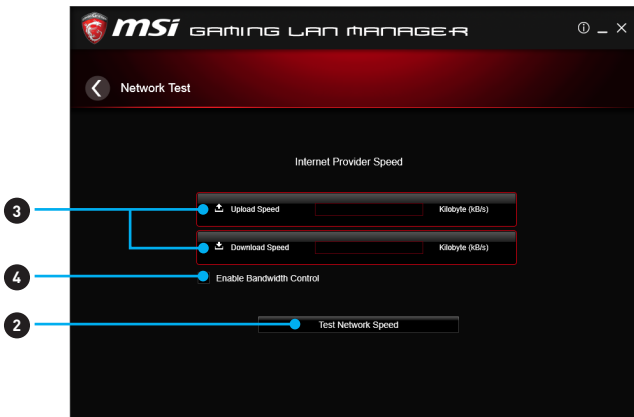 msi GAMING LAN MANAGER
Network Test
Internet Provider Speed
3
Upload Speed Kilobyte (kB/s)
Download Speed Kilobyte (kB/s)
4
Enable Bandwidth Control
2
Test Network Speed